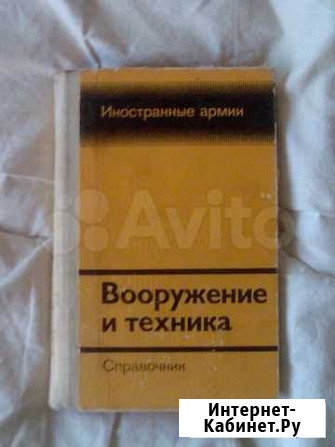 Иностранные армии
Avito
Вооружение
и техника
Справочник
Интернет-
Кабинет.Ру